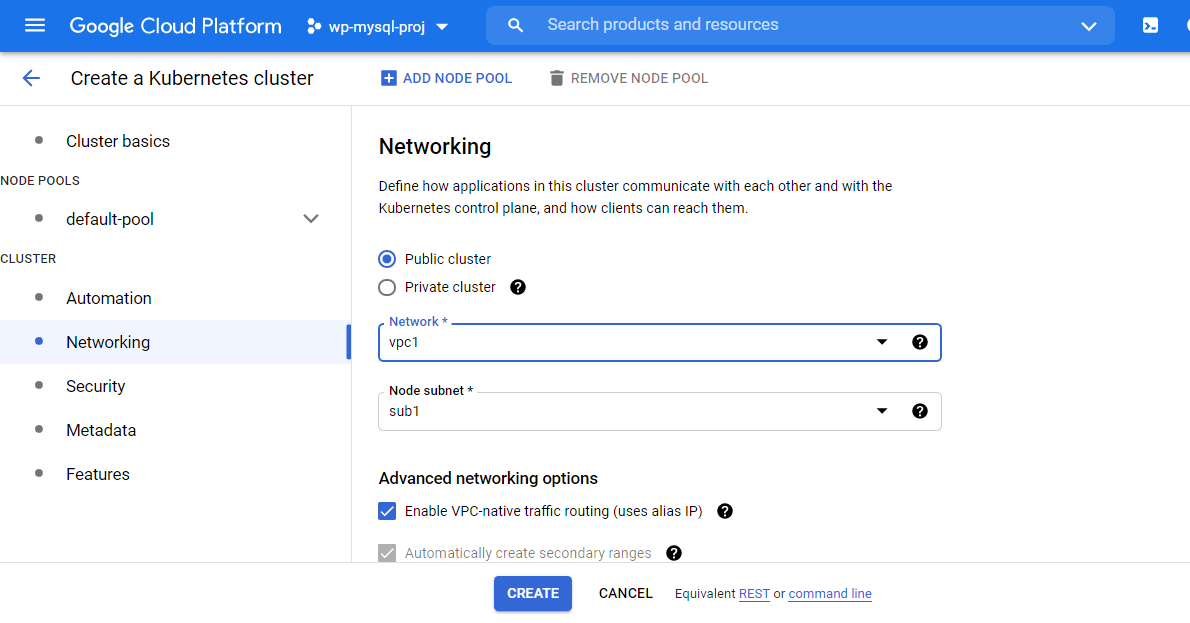 Google Cloud Platform wp-mysql-proj Search products and resources
Create a Kubernetes cluster ADD NODE POOL REMOVE NODE POOL
Cluster basics
NODE POOLS
default-pool
CLUSTER
Automation
Networking
Security
Metadata
Features
Networking
Define how applications in this cluster communicate with each other and with the
Kubernetes control plane, and how clients can reach them.
Public cluster
Private cluster
Network *
vpc1
Node subnet *
sub1
Advanced networking options
Enable VPC-native traffic routing (uses alias IP)
Automatically create secondary ranges
CREATE CANCEL Equivalent REST or command line